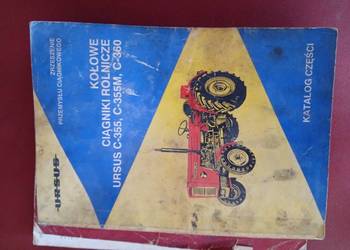 ZRZESZENIE
PRZEMYSŁU CIĄGNIKOWEGO
URSUS
KOŁOWE
CIĄGNIKI ROLNICZE
URSUS C-355, C-355M, C-360
KATALOG CZĘŚCI